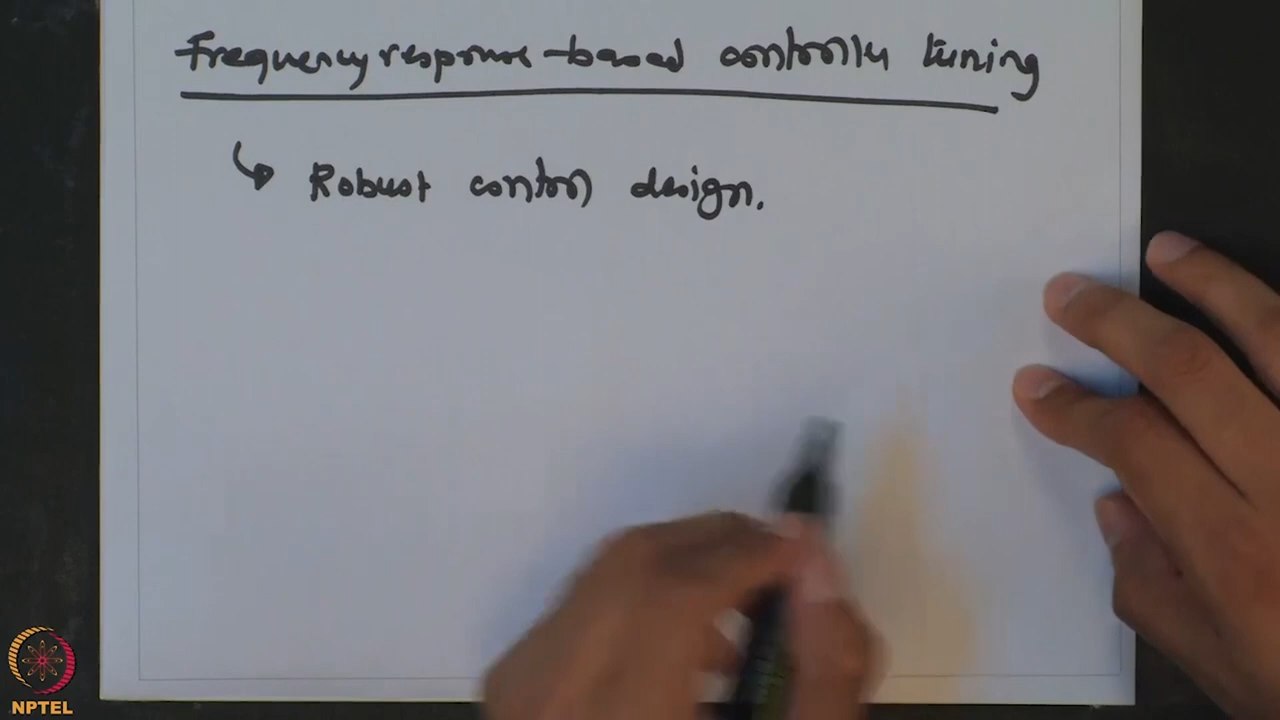 Frequency response-based controller tuning
↳ Robust control design.
NPTEL